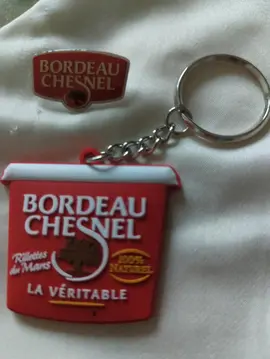 BORDEAU
CHESNEL
BORDEAU
CHESNEL
Rillettes
du Mans
100%
NATUREL
LA VÉRITABLE